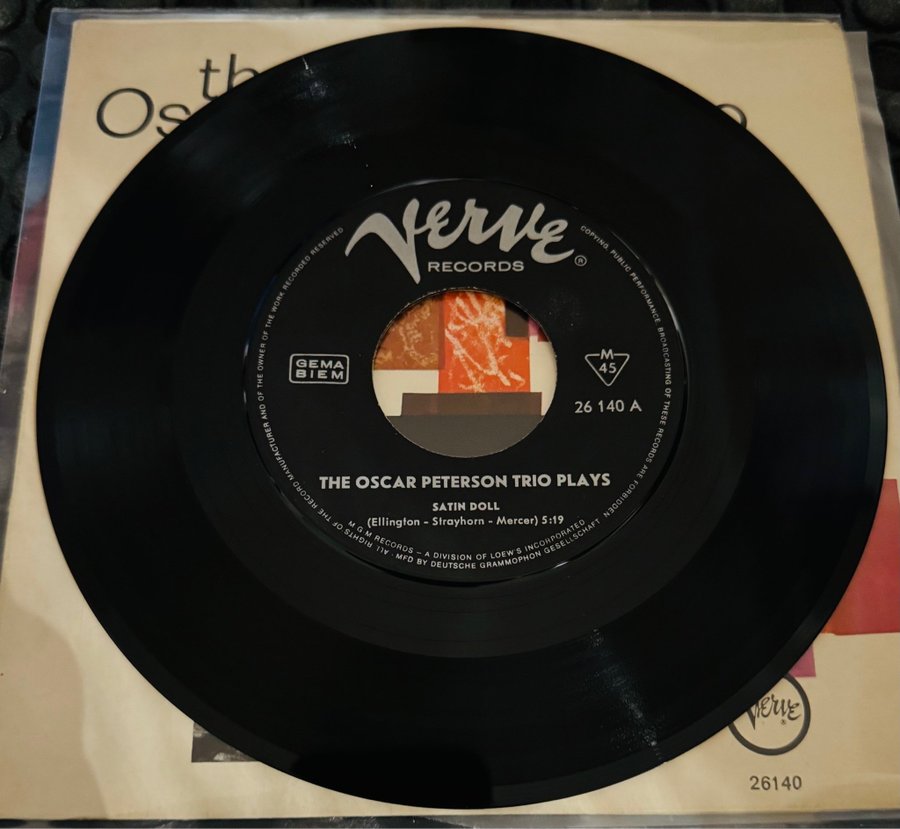 th
Os
o
VERVE
RECORDS ®
GEMA
BIEM
M
45
26 140 A
THE OSCAR PETERSON TRIO PLAYS
SATIN DOLL
(Ellington - Strayhorn - Mercer) 5:19
M G M RECORDS – A DIVISION OF LOEW'S INCORPORATED
· MFD BY DEUTSCHE GRAMMOPHON GESELLSCHAFT ·
ALL RIGHTS OF THE RECORD MANUFACTURER AND OF THE OWNER OF THE WORK RECORDED RESERVED
COPYING, PUBLIC PERFORMANCE, BROADCASTING OF THESE RECORDS ARE FORBIDDEN
VERVE
®
26140